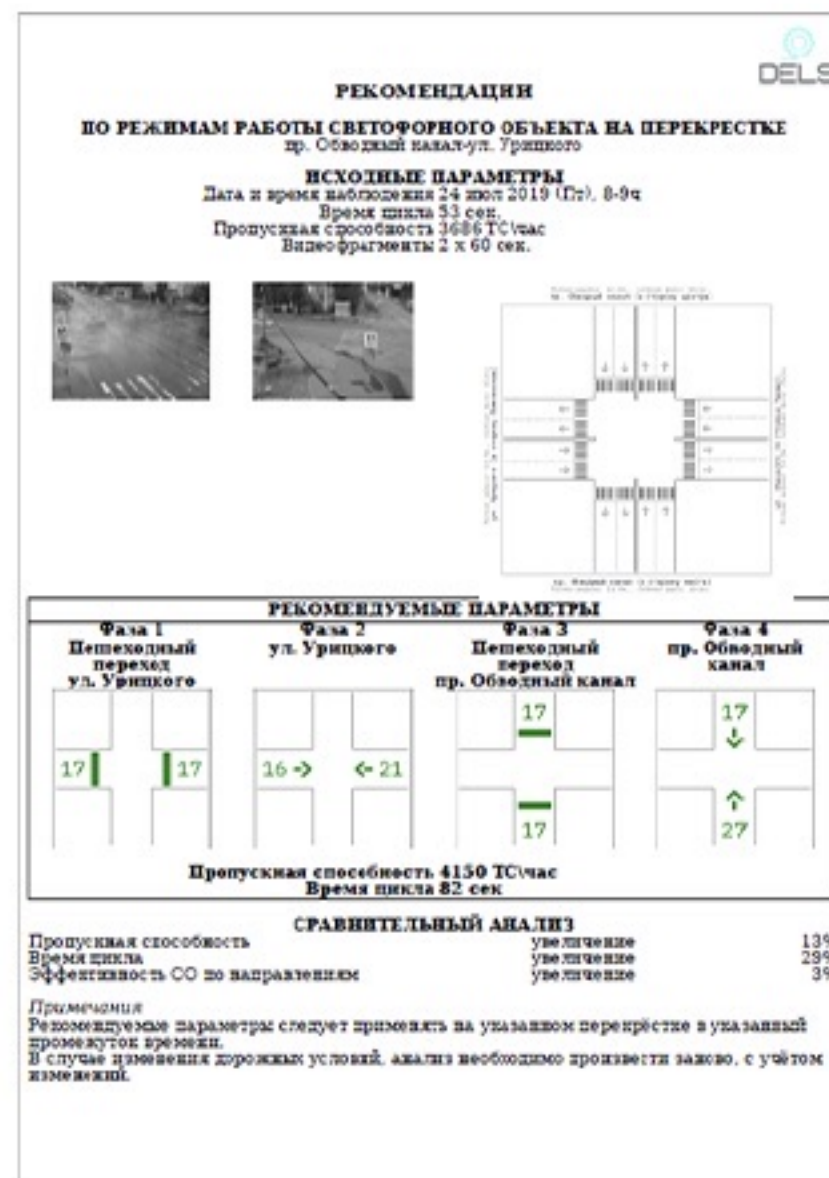 DELS
РЕКОМЕНДАЦИИ
ПО РЕЖИМАМ РАБОТЫ СВЕТОФОРНОГО ОБЪЕКТА НА ПЕРЕКРЕСТКЕ
пр. Обводный канал-ул. Урицкого
ИСХОДНЫЕ ПАРАМЕТРЫ
Дата и время наблюдения 24 июл 2019 (Пт), 8-9ч
Время цикла 53 сек.
Пропускная способность 3686 ТС\час
Видеофрагменты 2 x 60 сек.
РЕКОМЕНДУЕМЫЕ ПАРАМЕТРЫ
Фаза 1
Пешеходный
переход
ул. Урицкого
17 17
Фаза 2
ул. Урицкого
16 → ← 21
Фаза 3
Пешеходный
переход
пр. Обводный канал
17
17
Фаза 4
пр. Обводный
канал
17
↓
↑
27
Пропускная способность 4150 ТС\час
Время цикла 82 сек
СРАВНИТЕЛЬНЫЙ АНАЛИЗ
Пропускная способность увеличение 13%
Время цикла увеличение 29%
Эффективность СО по направлениям увеличение 3%
Примечания
Рекомендуемые параметры следует применять на указанном перекрёстке в указанный
промежуток времени.
В случае изменения дорожных условий, анализ необходимо произвести заново, с учётом
изменений.